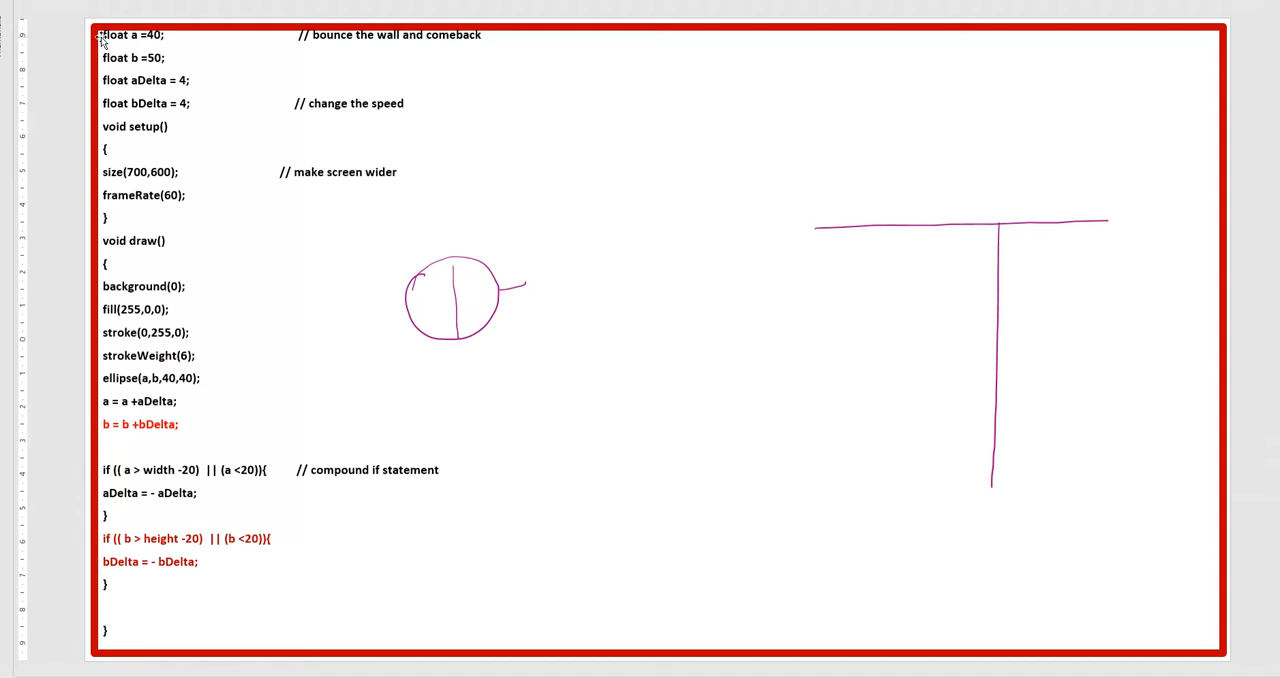 float a =40; // bounce the wall and comeback
float b =50;
float aDelta = 4;
float bDelta = 4; // change the speed
void setup()
{
size(700,600); // make screen wider
frameRate(60);
}
void draw()
{
background(0);
fill(255,0,0);
stroke(0,255,0);
strokeWeight(6);
ellipse(a,b,40,40);
a = a +aDelta;
b = b +bDelta;
if (( a > width -20) || (a <20)){ // compound if statement
aDelta = - aDelta;
}
if (( b > height -20) || (b <20)){
bDelta = - bDelta;
}
}